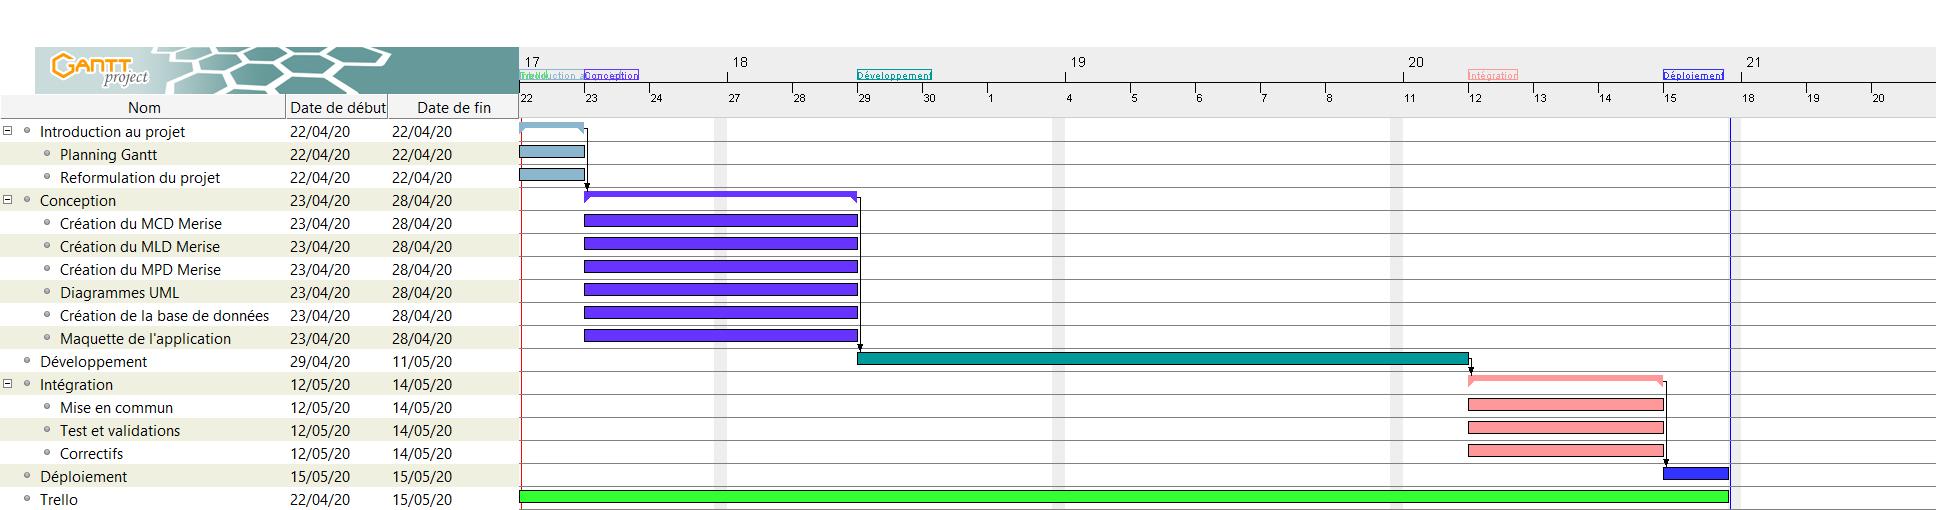 GANTT
project
17 18 19 20 21
Conception Développement Intégration Déploiement
Nom Date de début Date de fin
22 23 24 27 28 29 30 1 4 5 6 7 8 11 12 13 14 15 18 19 20
Introduction au projet 22/04/20 22/04/20
Planning Gantt 22/04/20 22/04/20
Reformulation du projet 22/04/20 22/04/20
Conception 23/04/20 28/04/20
Création du MCD Merise 23/04/20 28/04/20
Création du MLD Merise 23/04/20 28/04/20
Création du MPD Merise 23/04/20 28/04/20
Diagrammes UML 23/04/20 28/04/20
Création de la base de données 23/04/20 28/04/20
Maquette de l'application 23/04/20 28/04/20
Développement 29/04/20 11/05/20
Intégration 12/05/20 14/05/20
Mise en commun 12/05/20 14/05/20
Test et validations 12/05/20 14/05/20
Correctifs 12/05/20 14/05/20
Déploiement 15/05/20 15/05/20
Trello 22/04/20 15/05/20